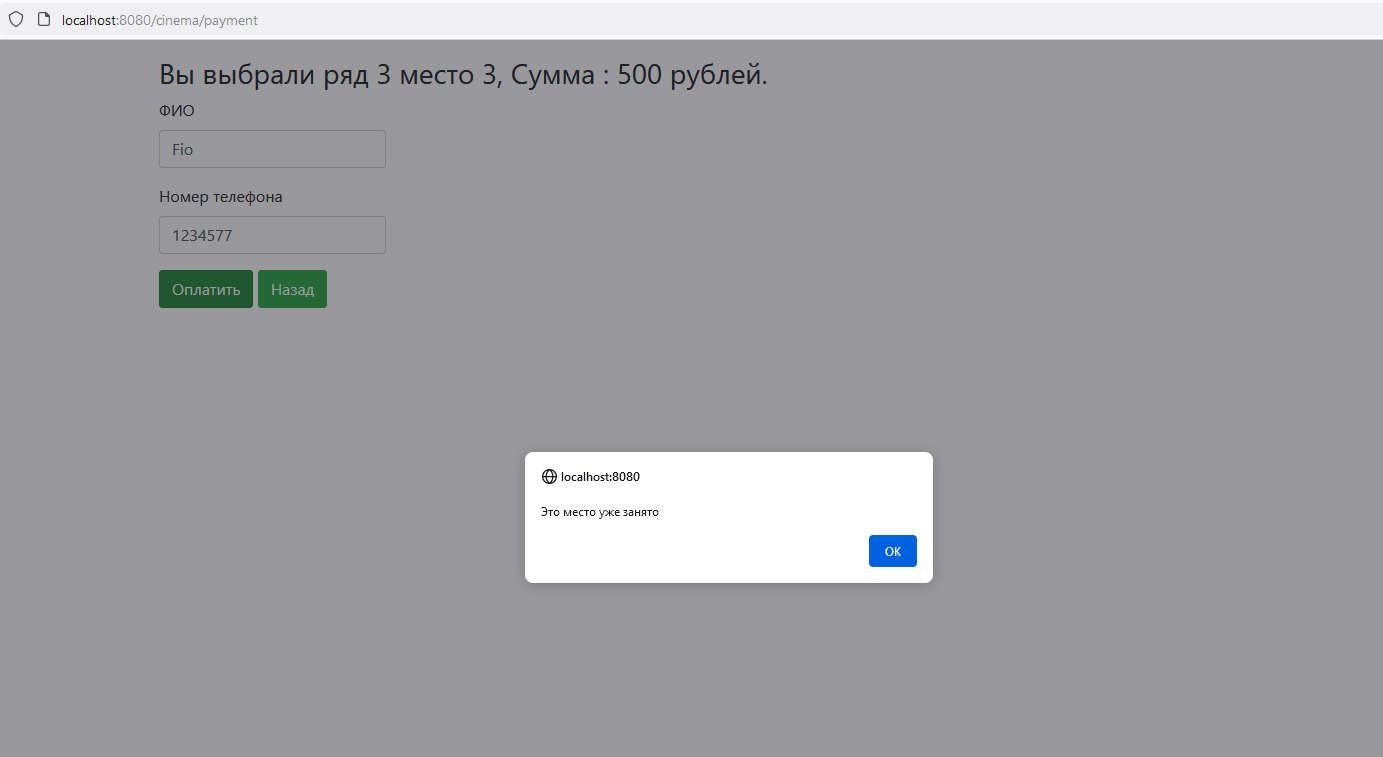 localhost:8080/cinema/payment
Вы выбрали ряд 3 место 3, Сумма : 500 рублей.
ФИО
Fio
Номер телефона
1234577
Оплатить Назад
localhost:8080
Это место уже занято
OK